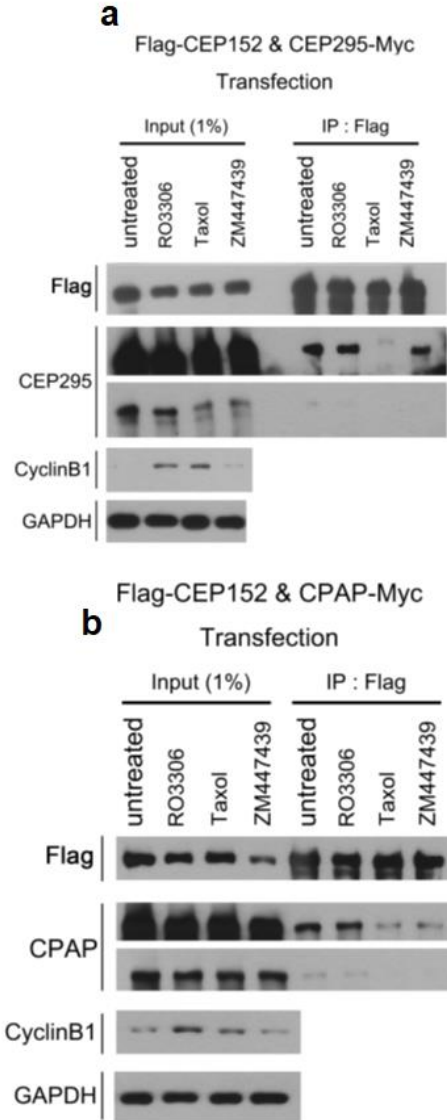 a
Flag-CEP152 & CEP295-Myc
Transfection
Input (1%) IP : Flag
untreated RO3306 Taxol ZM447439 untreated RO3306 Taxol ZM447439
Flag
CEP295
CyclinB1
GAPDH
Flag-CEP152 & CPAP-Myc
b
Transfection
Input (1%) IP : Flag
untreated RO3306 Taxol ZM447439 untreated RO3306 Taxol ZM447439
Flag
CPAP
CyclinB1
GAPDH